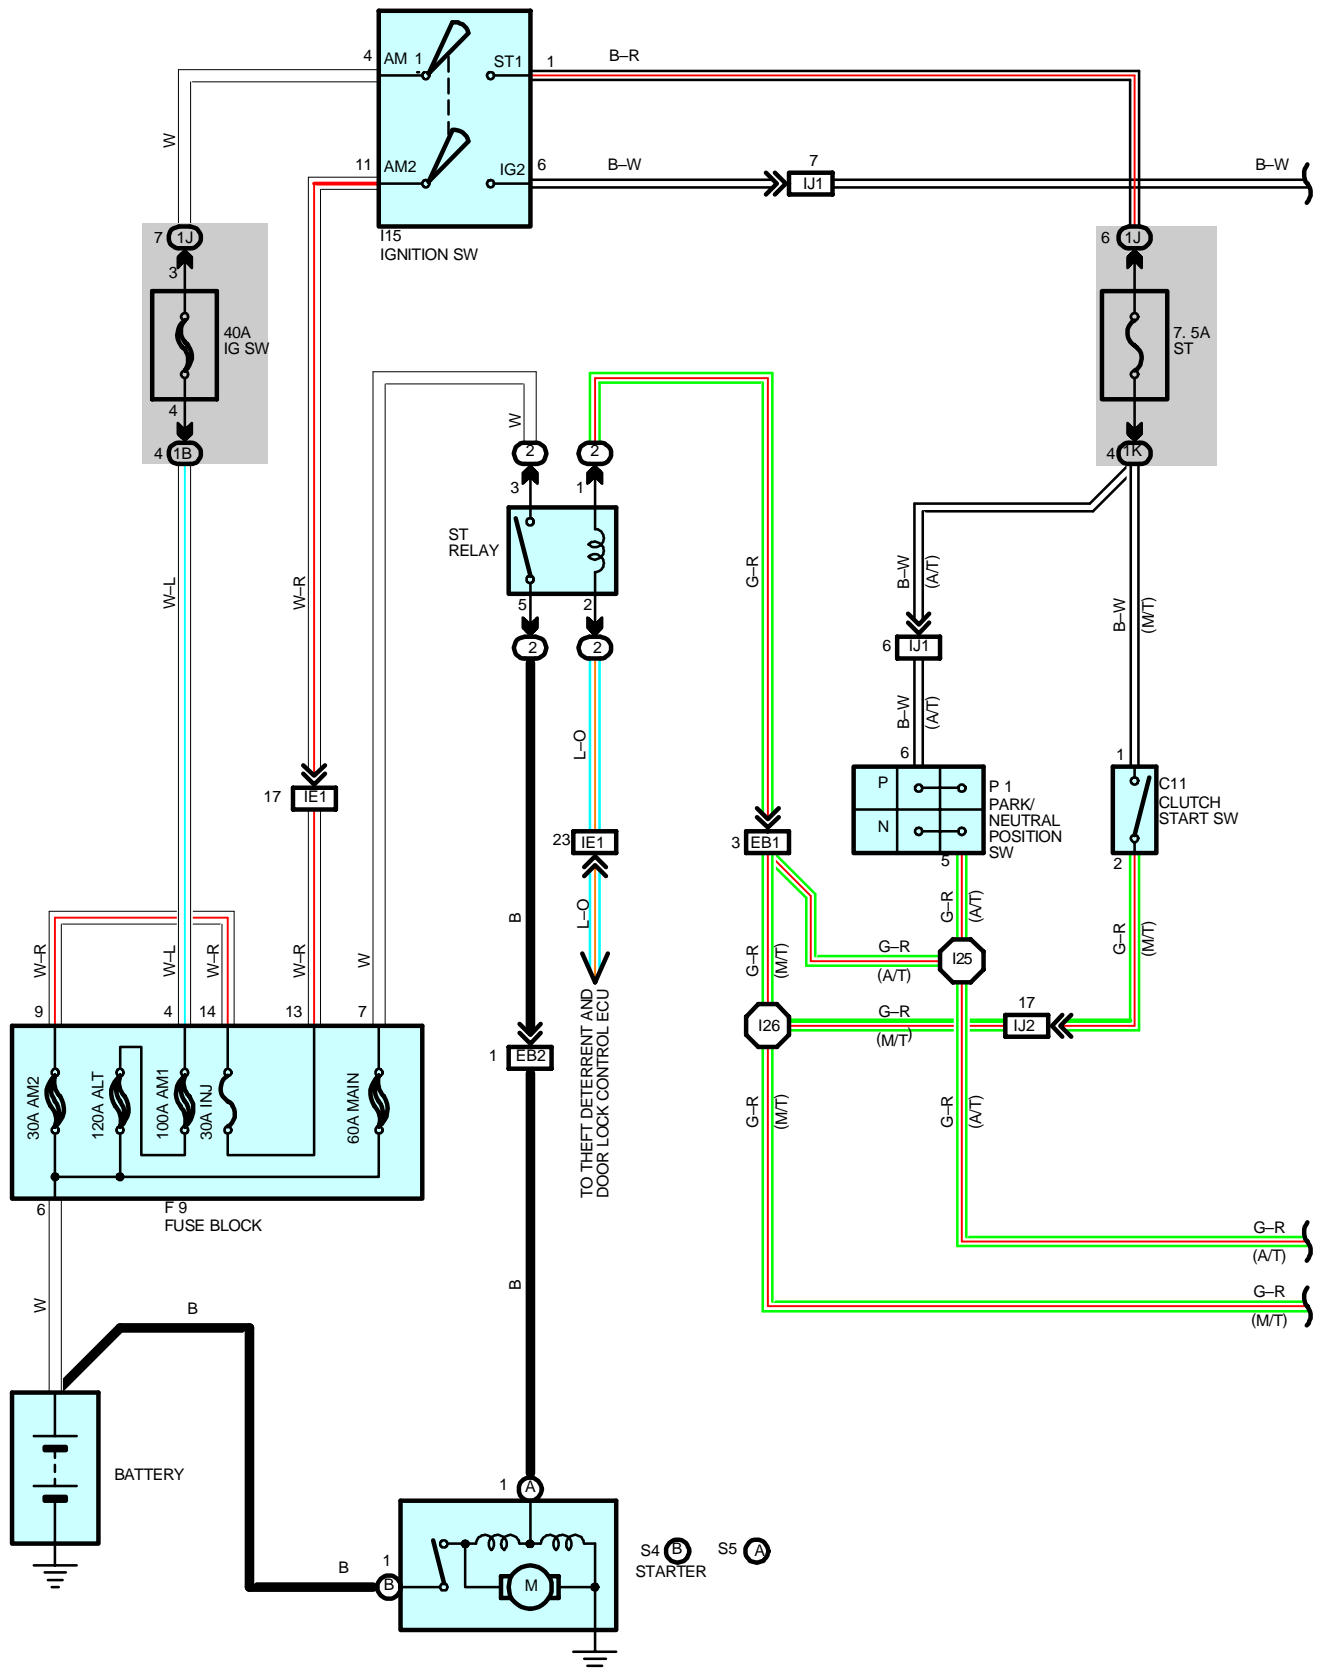 4 AM 1 ST1 1 B–R
W
11 AM2 IG2 6 B–W 7 IJ1 B–W
I15
IGNITION SW
7 1J
3
40A
IG SW
4
4 1B
6 1J
7. 5A
ST
4 1K
W
2 2
3 1
ST
RELAY
5 2
2 2
W–L
W–R
G–R
B–W
(A/T)
B–W
(M/T)
6 IJ1
B–W
(A/T)
L–O
17 IE1
23 IE1
3 EB1
6
P
N
P 1
PARK/
NEUTRAL
POSITION
SW
5
1
C11
CLUTCH
START SW
2
W–R
W–L
W–R
W–R
W
B
L–O
G–R
(M/T)
G–R
(A/T)
G–R
(A/T)
I25
G–R
(M/T)
9 4 14 13 7
I26
G–R
(M/T)
17
IJ2
1 EB2
TO THEFT DETERRENT AND
DOOR LOCK CONTROL ECU
30A AM2
120A ALT
100A AM1
30A INJ
60A MAIN
G–R
(M/T)
G–R
(A/T)
6
F 9
FUSE BLOCK
G–R
(A/T)
G–R
(M/T)
W
B
B
BATTERY
1 A
B
1
B
M
S4 B S5 A
STARTER